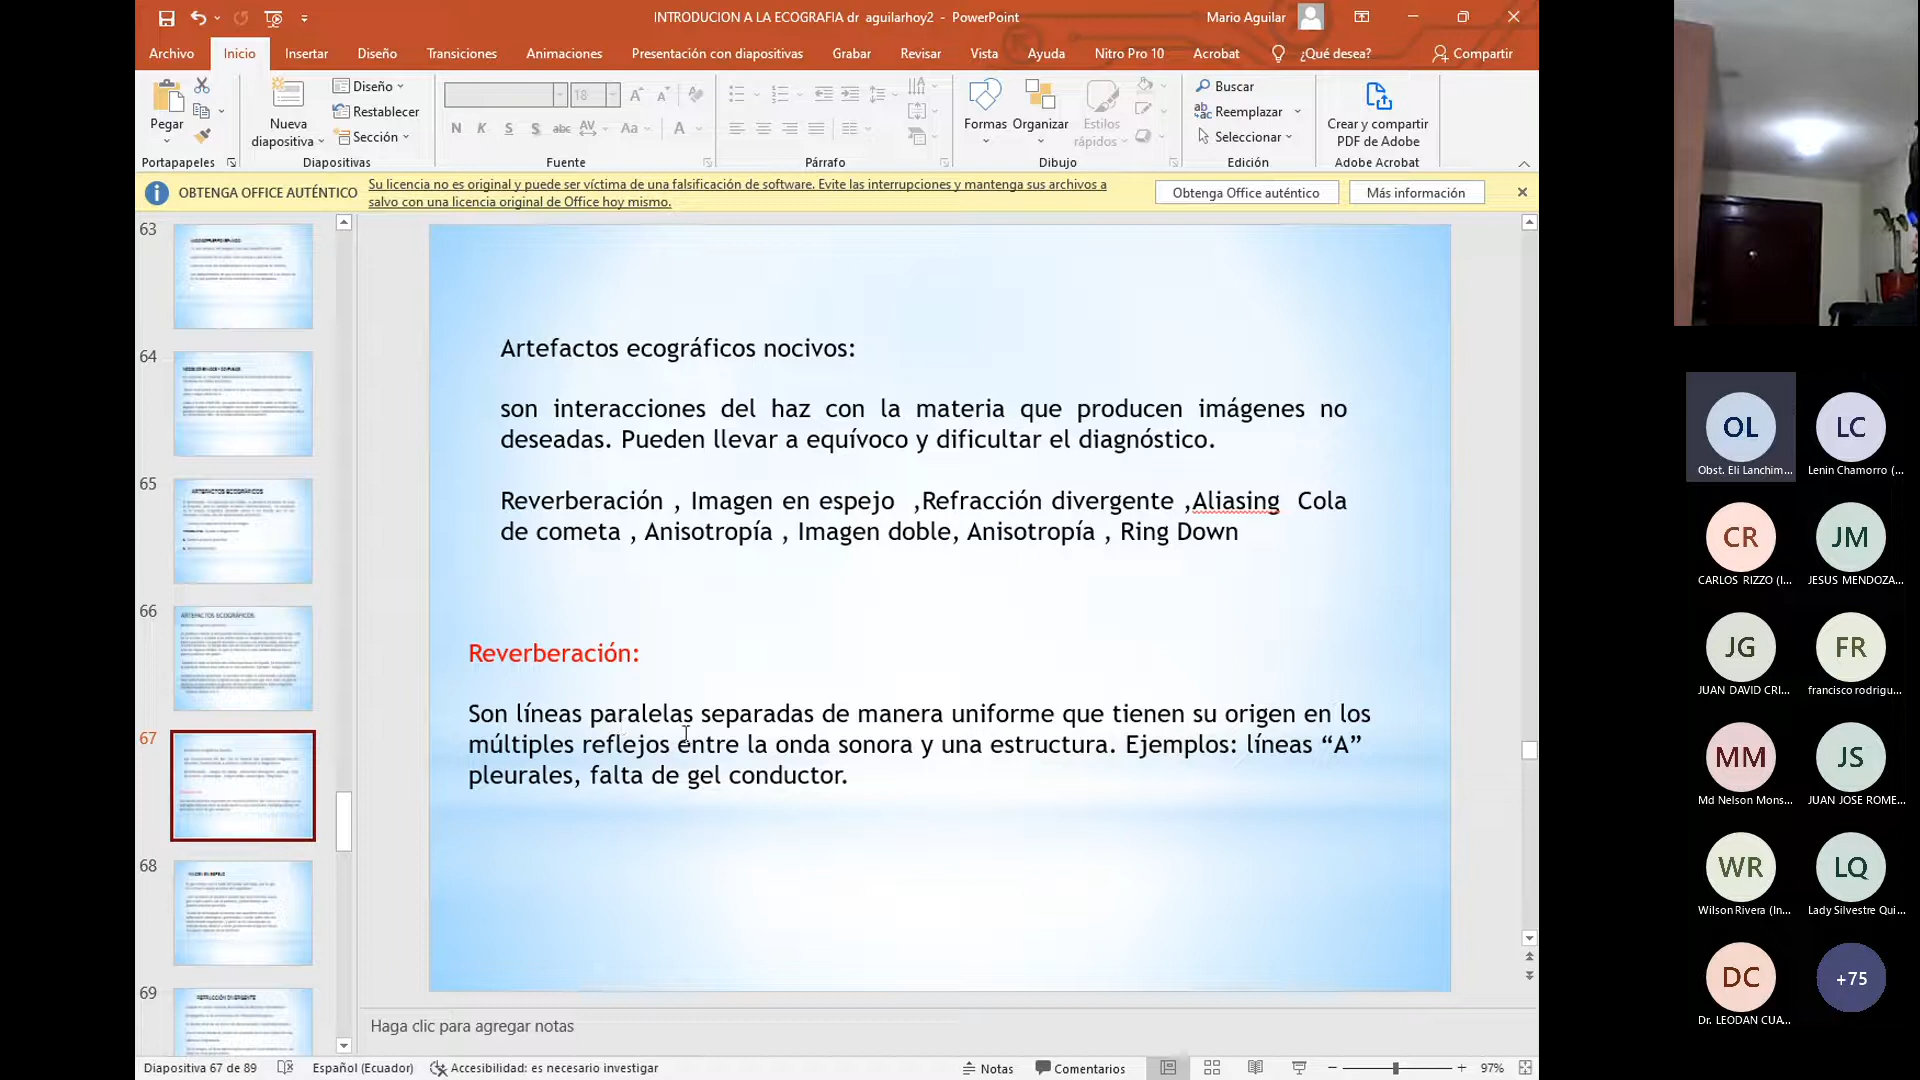 INTRODUCION A LA ECOGRAFIA dr aguilarhoy2 - PowerPoint
Mario Aguilar
Archivo
Inicio
Insertar
Diseño
Transiciones
Animaciones
Presentación con diapositivas
Grabar
Revisar
Vista
Ayuda
Nitro Pro 10
Acrobat
¿Qué desea?
Compartir
Pegar
Nueva diapositiva
Diseño
Restablecer
Sección
18
N K S S abc AV Aa A
Formas
Organizar
Estilos rápidos
Buscar
Reemplazar
Seleccionar
Crear y compartir
PDF de Adobe
Portapapeles
Diapositivas
Fuente
Párrafo
Dibujo
Edición
Adobe Acrobat
OBTENGA OFFICE AUTÉNTICO
Su licencia no es original y puede ser víctima de una falsificación de software. Evite las interrupciones y mantenga sus archivos a
salvo con una licencia original de Office hoy mismo.
Obtenga Office auténtico
Más información
63
64
65
ARTEFACTOS ECOGRÁFICOS
66
ARTEFACTOS ECOGRÁFICOS
67
68
69
Artefactos ecográficos nocivos:
son interacciones del haz con la materia que producen imágenes no
deseadas. Pueden llevar a equívoco y dificultar el diagnóstico.
Reverberación , Imagen en espejo ,Refracción divergente ,Aliasing Cola
de cometa , Anisotropía , Imagen doble, Anisotropía , Ring Down
Reverberación:
Son líneas paralelas separadas de manera uniforme que tienen su origen en los
múltiples reflejos entre la onda sonora y una estructura. Ejemplos: líneas “A”
pleurales, falta de gel conductor.
Haga clic para agregar notas
Diapositiva 67 de 89
Español (Ecuador)
Accesibilidad: es necesario investigar
Notas
Comentarios
97%
OL
Obst. Eli Lanchim...
LC
Lenin Chamorro (...
CR
CARLOS RIZZO (I...
JM
JESUS MENDOZA...
JG
JUAN DAVID CRI...
FR
francisco rodrigu...
MM
Md Nelson Mons...
JS
JUAN JOSE ROME...
WR
Wilson Rivera (In...
LQ
Lady Silvestre Qui...
DC
Dr. LEODAN CUA...
+75